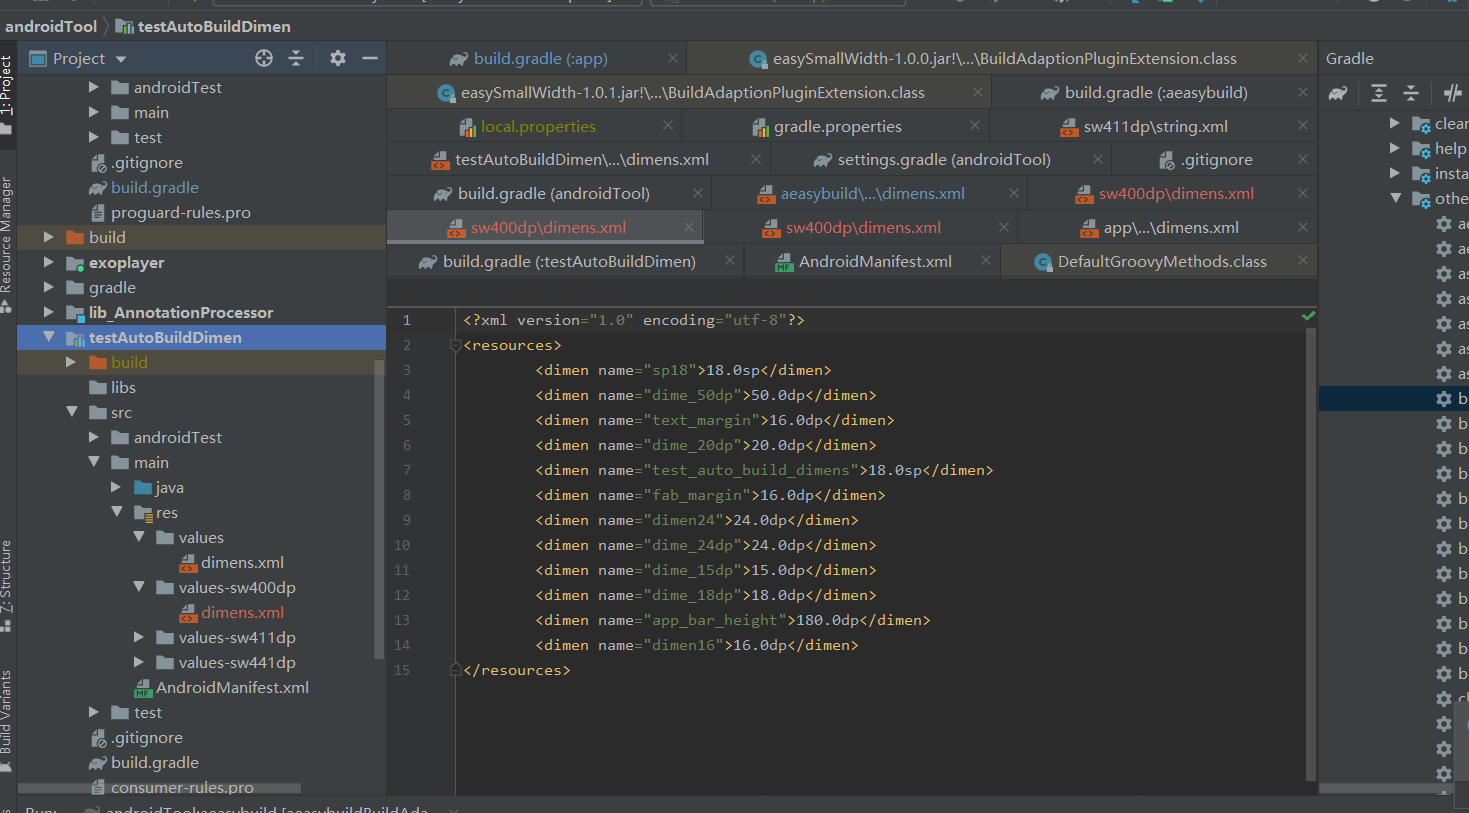 androidTool
testAutoBuildDimen
Project
androidTest
main
test
.gitignore
build.gradle
proguard-rules.pro
build
exoplayer
gradle
lib_AnnotationProcessor
testAutoBuildDimen
build
libs
src
androidTest
main
java
res
values
dimens.xml
values-sw400dp
dimens.xml
values-sw411dp
values-sw441dp
AndroidManifest.xml
test
.gitignore
build.gradle
consumer-rules.pro
1: Project
Resource Manager
7: Structure
Build Variants
build.gradle (:app)
easySmallWidth-1.0.0.jar!\...\BuildAdaptionPluginExtension.class
easySmallWidth-1.0.1.jar!\...\BuildAdaptionPluginExtension.class
build.gradle (:aeasybuild)
local.properties
gradle.properties
sw411dp\string.xml
testAutoBuildDimen\...\dimens.xml
settings.gradle (androidTool)
.gitignore
build.gradle (androidTool)
aeasybuild\...\dimens.xml
sw400dp\dimens.xml
sw400dp\dimens.xml
sw400dp\dimens.xml
app\...\dimens.xml
build.gradle (:testAutoBuildDimen)
AndroidManifest.xml
DefaultGroovyMethods.class
1 <?xml version="1.0" encoding="utf-8"?>
2 <resources>
3 <dimen name="sp18">18.0sp</dimen>
4 <dimen name="dime_50dp">50.0dp</dimen>
5 <dimen name="text_margin">16.0dp</dimen>
6 <dimen name="dime_20dp">20.0dp</dimen>
7 <dimen name="test_auto_build_dimens">18.0sp</dimen>
8 <dimen name="fab_margin">16.0dp</dimen>
9 <dimen name="dimen24">24.0dp</dimen>
10 <dimen name="dime_24dp">24.0dp</dimen>
11 <dimen name="dime_15dp">15.0dp</dimen>
12 <dimen name="dime_18dp">18.0dp</dimen>
13 <dimen name="app_bar_height">180.0dp</dimen>
14 <dimen name="dimen16">16.0dp</dimen>
15 </resources>
Gradle
clear
help
insta
othe